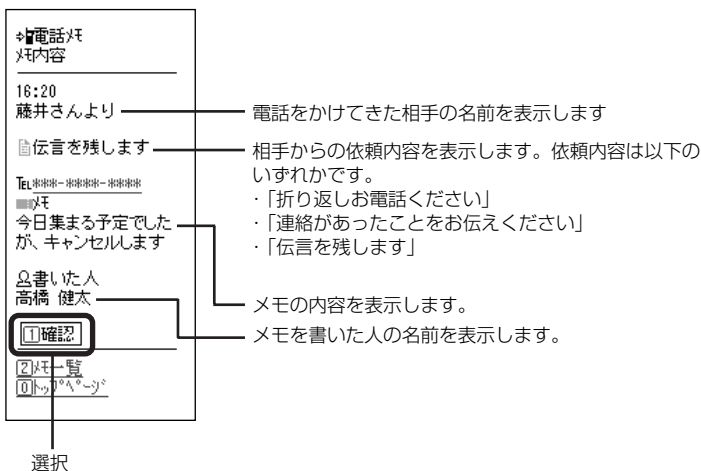 電話メモ
メモ内容
16:20
藤井さんより
伝言を残します
TEL***-****-****
メモ
今日集まる予定でした
が、キャンセルします
書いた人
高橋 健太
1確認
2メモ一覧
0トップページ
電話をかけてきた相手の名前を表示します
相手からの依頼内容を表示します。依頼内容は以下の
いずれかです。
・「折り返しお電話ください」
・「連絡があったことをお伝えください」
・「伝言を残します」
メモの内容を表示します。
メモを書いた人の名前を表示します。
選択